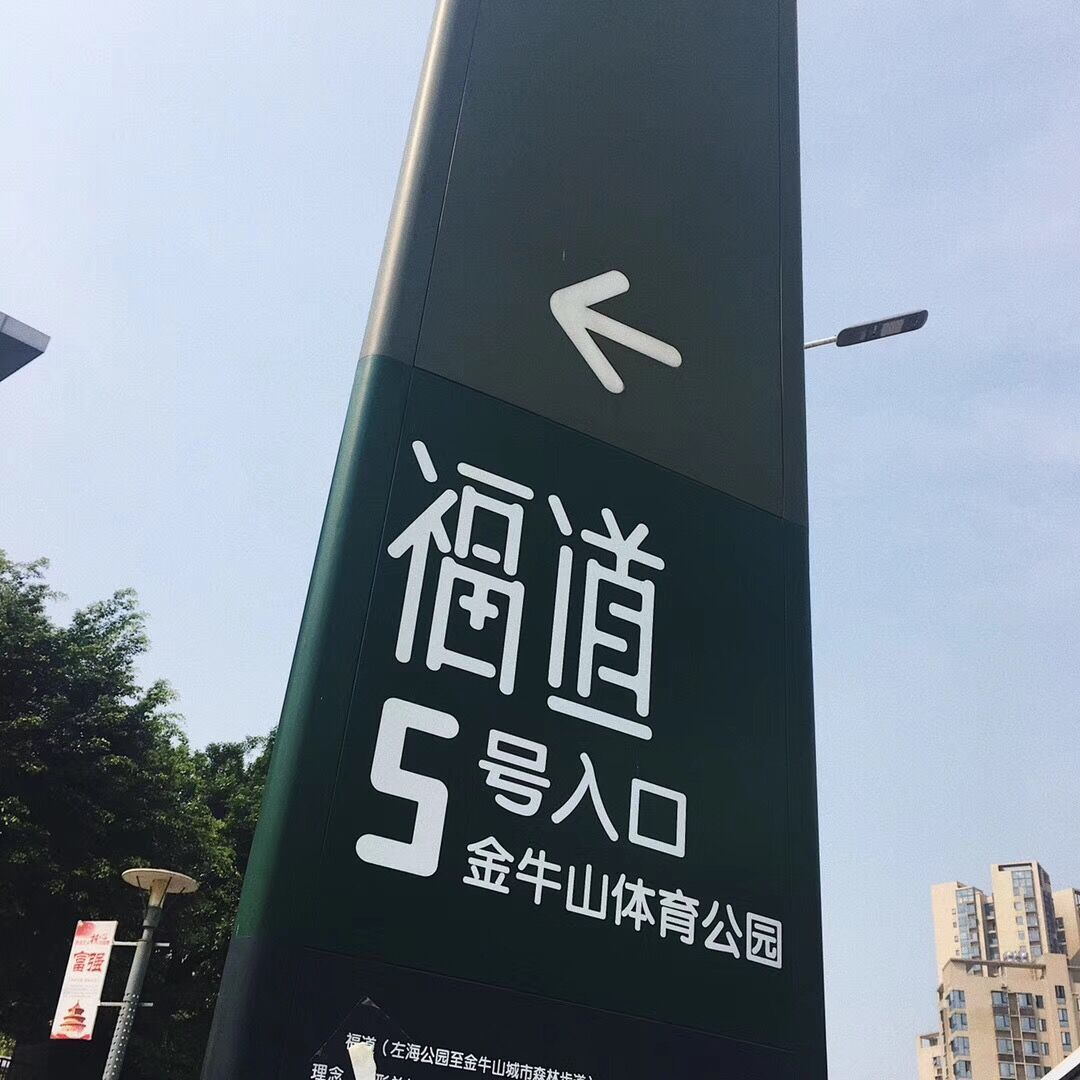 福道
5号入口
金牛山体育公园
福道（左海公园至金牛山城市森林步道）
理念
富强